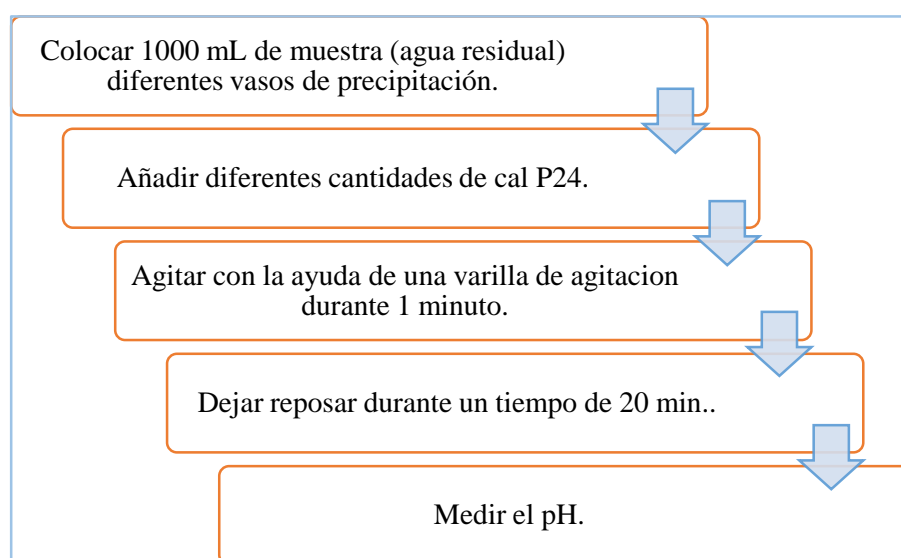 Colocar 1000 mL de muestra (agua residual)
diferentes vasos de precipitación.
Añadir diferentes cantidades de cal P24.
Agitar con la ayuda de una varilla de agitacion
durante 1 minuto.
Dejar reposar durante un tiempo de 20 min..
Medir el pH.